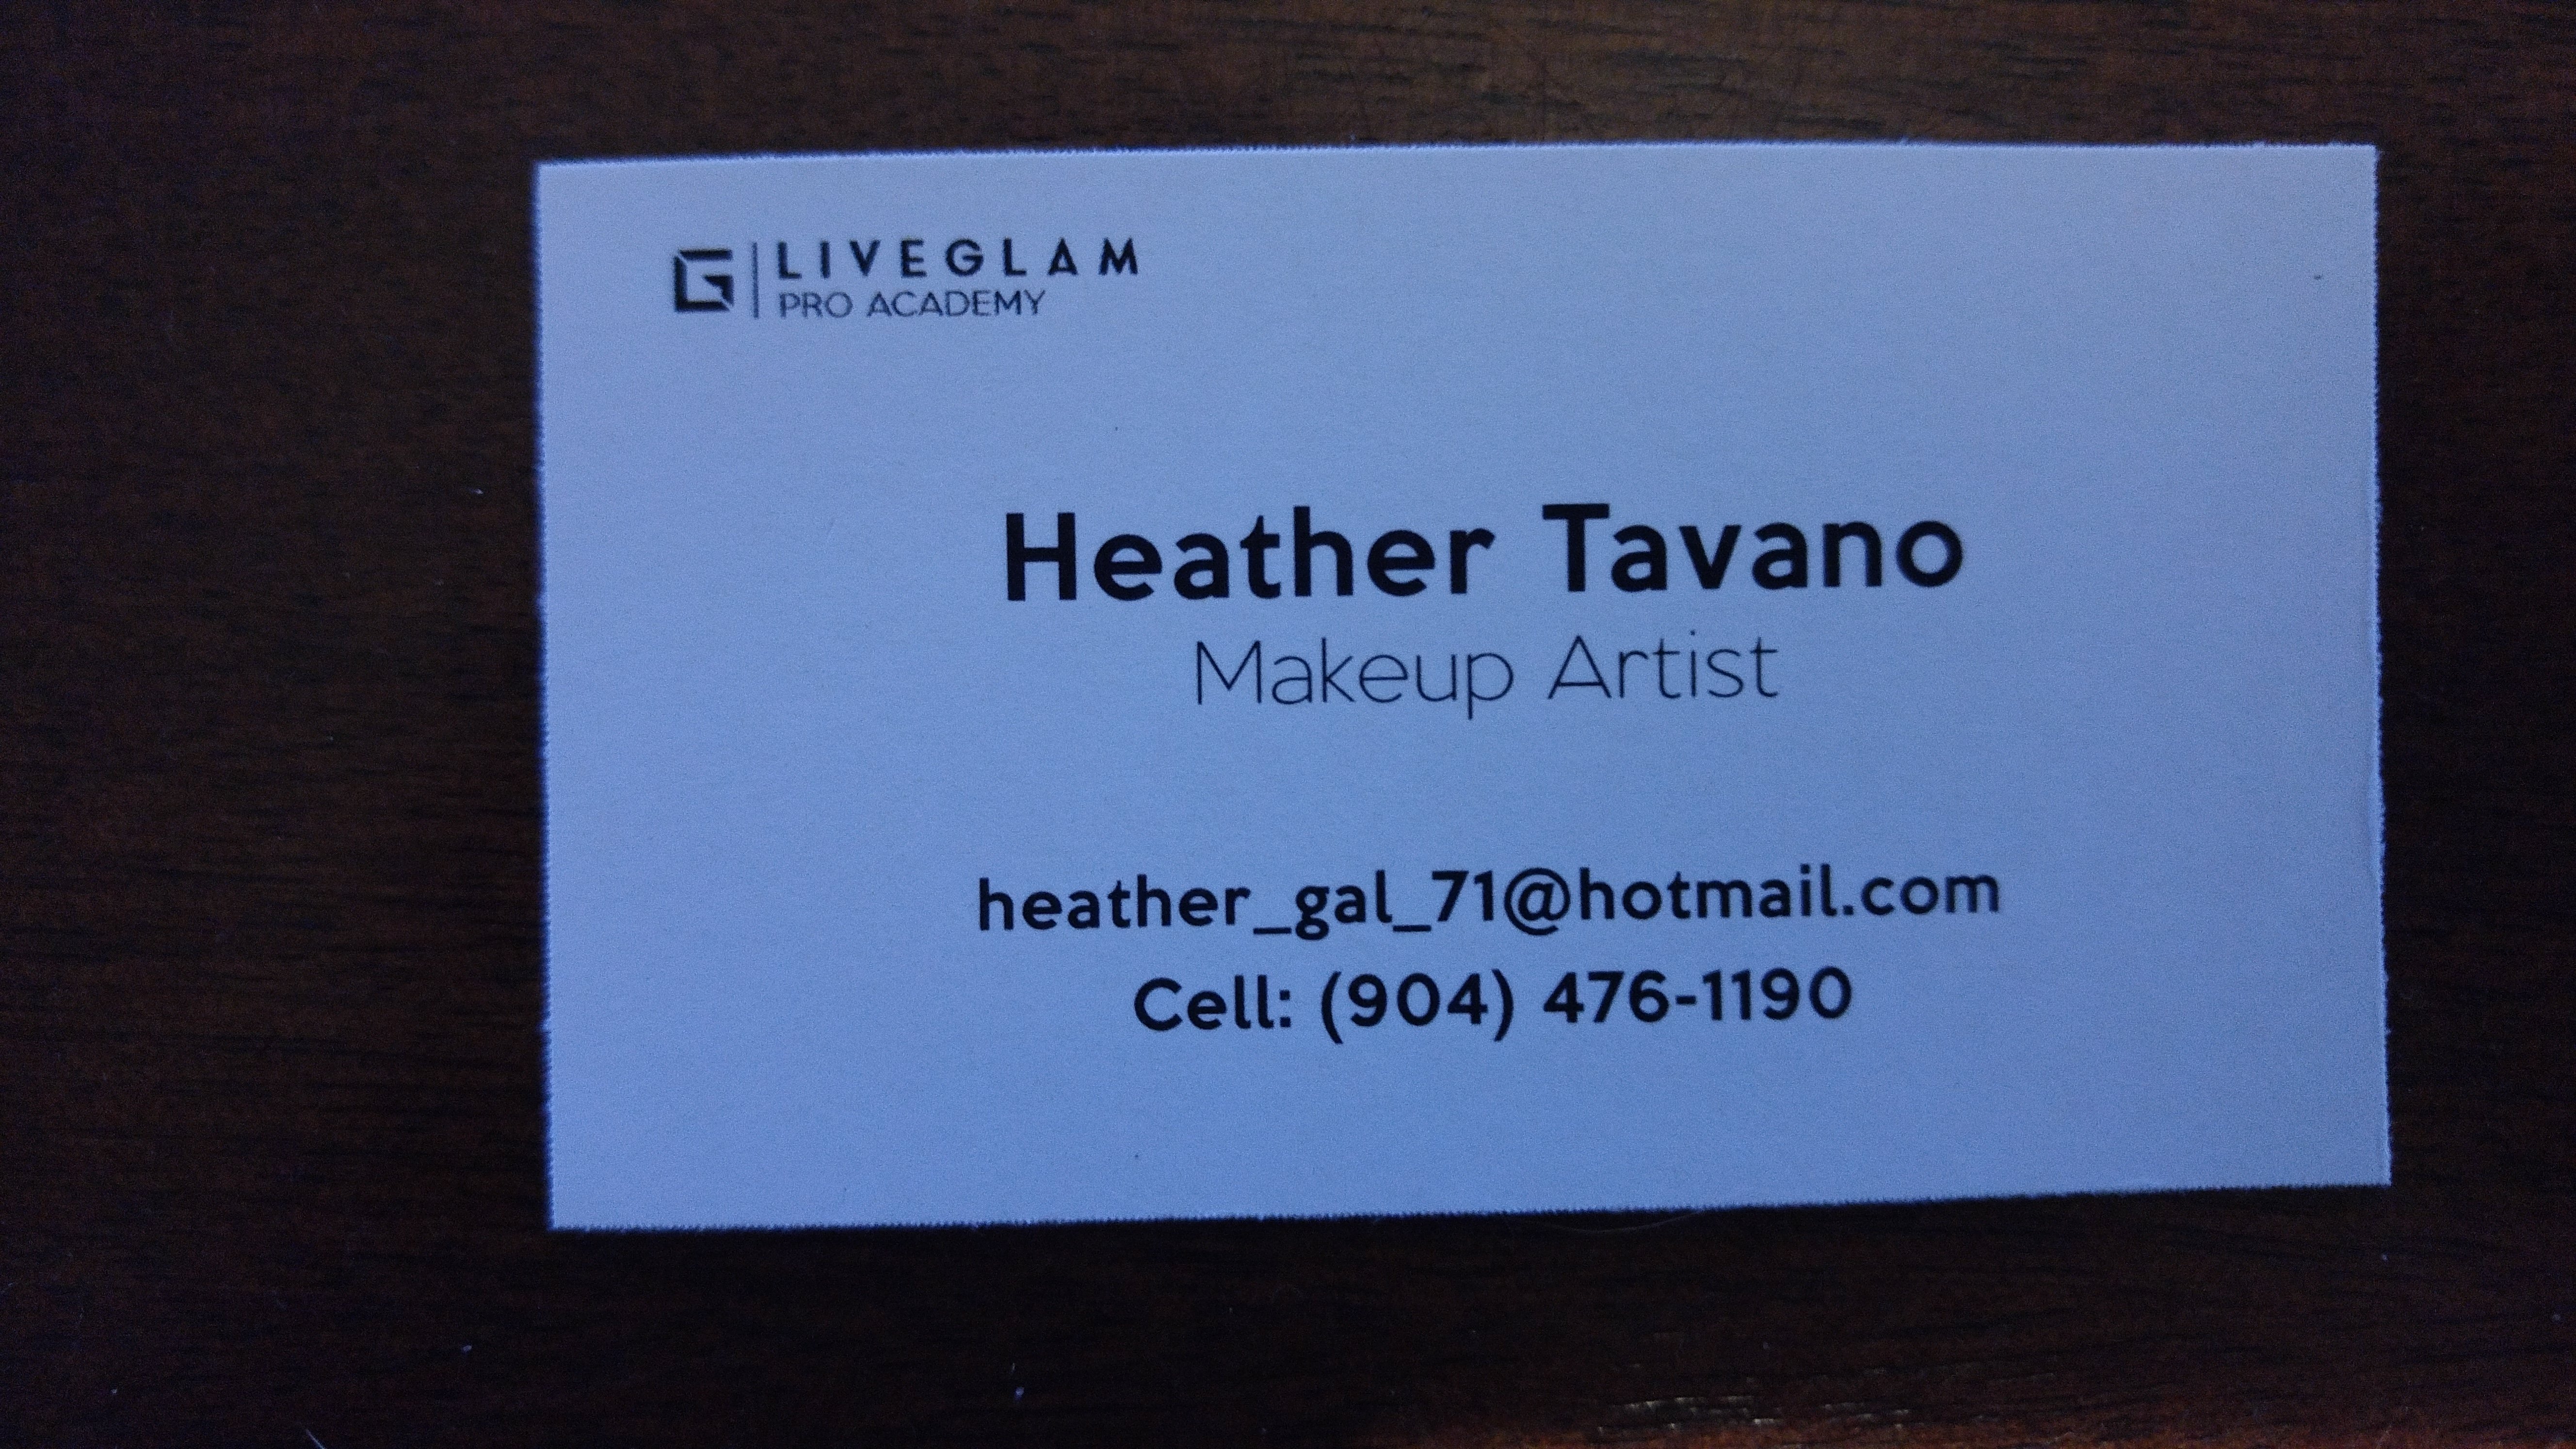 LIVEGLAM
PRO ACADEMY
Heather Tavano
Makeup Artist
heather_gal_71@hotmail.com
Cell: (904) 476-1190